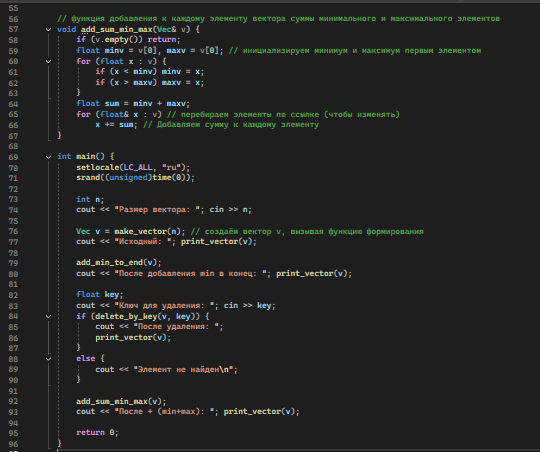 55
56 // функция добавления к каждому элементу вектора суммы минимального и максимального элементов
57 void add_sum_min_max(Vec& v) {
58 if (v.empty()) return;
59 float minv = v[0], maxv = v[0]; // инициализируем минимум и максимум первым элементом
60 for (float x : v) {
61 if (x < minv) minv = x;
62 if (x > maxv) maxv = x;
63 }
64 float sum = minv + maxv;
65 for (float& x : v) // перебираем элементы по ссылке (чтобы изменять)
66 x += sum; // Добавляем сумму к каждому элементу
67 }
68
69 int main() {
70 setlocale(LC_ALL, "ru");
71 srand((unsigned)time(0));
72
73 int n;
74 cout << "Размер вектора: "; cin >> n;
75
76 Vec v = make_vector(n); // создаём вектор v, вызывая функцию формирования
77 cout << "Исходный: "; print_vector(v);
78
79 add_min_to_end(v);
80 cout << "После добавления min в конец: "; print_vector(v);
81
82 float key;
83 cout << "Ключ для удаления: "; cin >> key;
84 if (delete_by_key(v, key)) {
85 cout << "После удаления: ";
86 print_vector(v);
87 }
88 else {
89 cout << "Элемент не найден\n";
90 }
91
92 add_sum_min_max(v);
93 cout << "После + (min+max): "; print_vector(v);
94
95 return 0;
96 }